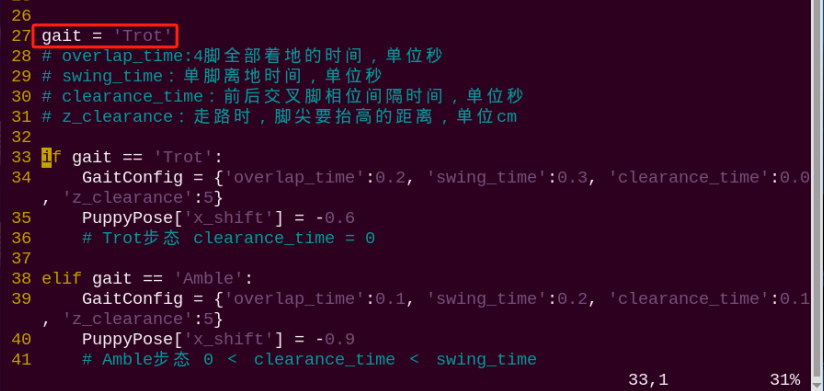 26
27 gait = 'Trot'
28 # overlap_time:4脚全部着地的时间，单位秒
29 # swing_time：单脚离地时间，单位秒
30 # clearance_time：前后交叉脚相位间隔时间，单位秒
31 # z_clearance：走路时，脚尖要抬高的距离，单位cm
32
33 if gait == 'Trot':
34     GaitConfig = {'overlap_time':0.2, 'swing_time':0.3, 'clearance_time':0.0
, 'z_clearance':5}
35     PuppyPose['x_shift'] = -0.6
36     # Trot步态 clearance_time = 0
37
38 elif gait == 'Amble':
39     GaitConfig = {'overlap_time':0.1, 'swing_time':0.2, 'clearance_time':0.1
, 'z_clearance':5}
40     PuppyPose['x_shift'] = -0.9
41     # Amble步态 0 ＜ clearance_time ＜ swing_time
33,1 31%